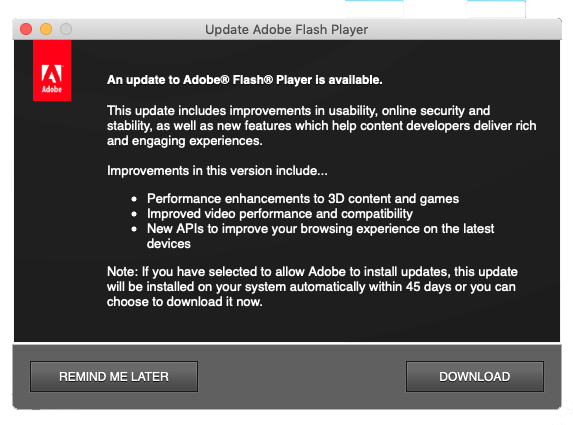 Update Adobe Flash Player
Adobe
An update to Adobe® Flash® Player is available.
This update includes improvements in usability, online security and
stability, as well as new features which help content developers deliver rich
and engaging experiences.
Improvements in this version include...
• Performance enhancements to 3D content and games
• Improved video performance and compatibility
• New APIs to improve your browsing experience on the latest
devices
Note: If you have selected to allow Adobe to install updates, this update
will be installed on your system automatically within 45 days or you can
choose to download it now.
REMIND ME LATER
DOWNLOAD